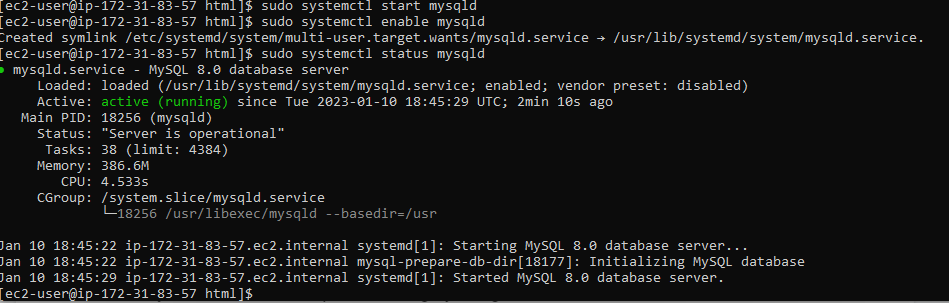 [ec2-user@ip-172-31-83-57 html]$ sudo systemctl start mysqld
[ec2-user@ip-172-31-83-57 html]$ sudo systemctl enable mysqld
Created symlink /etc/systemd/system/multi-user.target.wants/mysqld.service → /usr/lib/systemd/system/mysqld.service.
[ec2-user@ip-172-31-83-57 html]$ sudo systemctl status mysqld
● mysqld.service - MySQL 8.0 database server
     Loaded: loaded (/usr/lib/systemd/system/mysqld.service; enabled; vendor preset: disabled)
     Active: active (running) since Tue 2023-01-10 18:45:29 UTC; 2min 10s ago
   Main PID: 18256 (mysqld)
     Status: "Server is operational"
      Tasks: 38 (limit: 4384)
     Memory: 386.6M
        CPU: 4.533s
     CGroup: /system.slice/mysqld.service
             └─18256 /usr/libexec/mysqld --basedir=/usr
Jan 10 18:45:22 ip-172-31-83-57.ec2.internal systemd[1]: Starting MySQL 8.0 database server...
Jan 10 18:45:22 ip-172-31-83-57.ec2.internal mysql-prepare-db-dir[18177]: Initializing MySQL database
Jan 10 18:45:29 ip-172-31-83-57.ec2.internal systemd[1]: Started MySQL 8.0 database server.
[ec2-user@ip-172-31-83-57 html]$